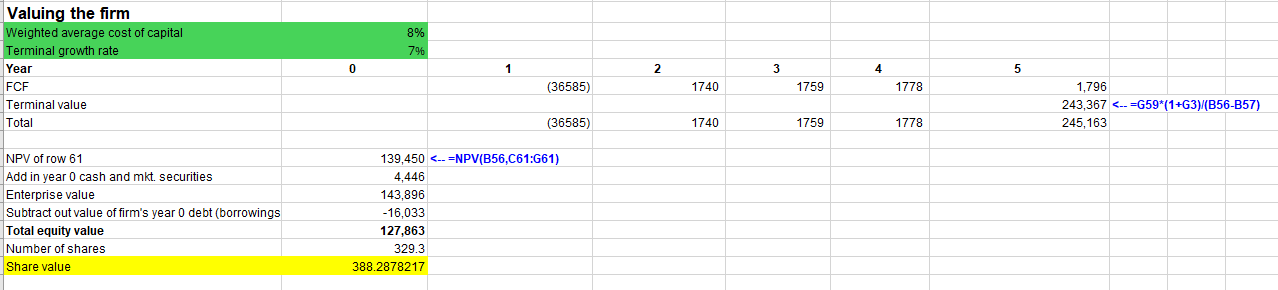 Valuing the firm
Weighted average cost of capital 8%
Terminal growth rate 7%
Year 0 1 2 3 4 5
FCF (36585) 1740 1759 1778 1,796
Terminal value 243,367 <-- =G59*(1+G3)/(B56-B57)
Total (36585) 1740 1759 1778 245,163
NPV of row 61 139,450 <-- =NPV(B56,C61:G61)
Add in year 0 cash and mkt. securities 4,446
Enterprise value 143,896
Subtract out value of firm's year 0 debt (borrowings -16,033
Total equity value 127,863
Number of shares 329.3
Share value 388.2878217